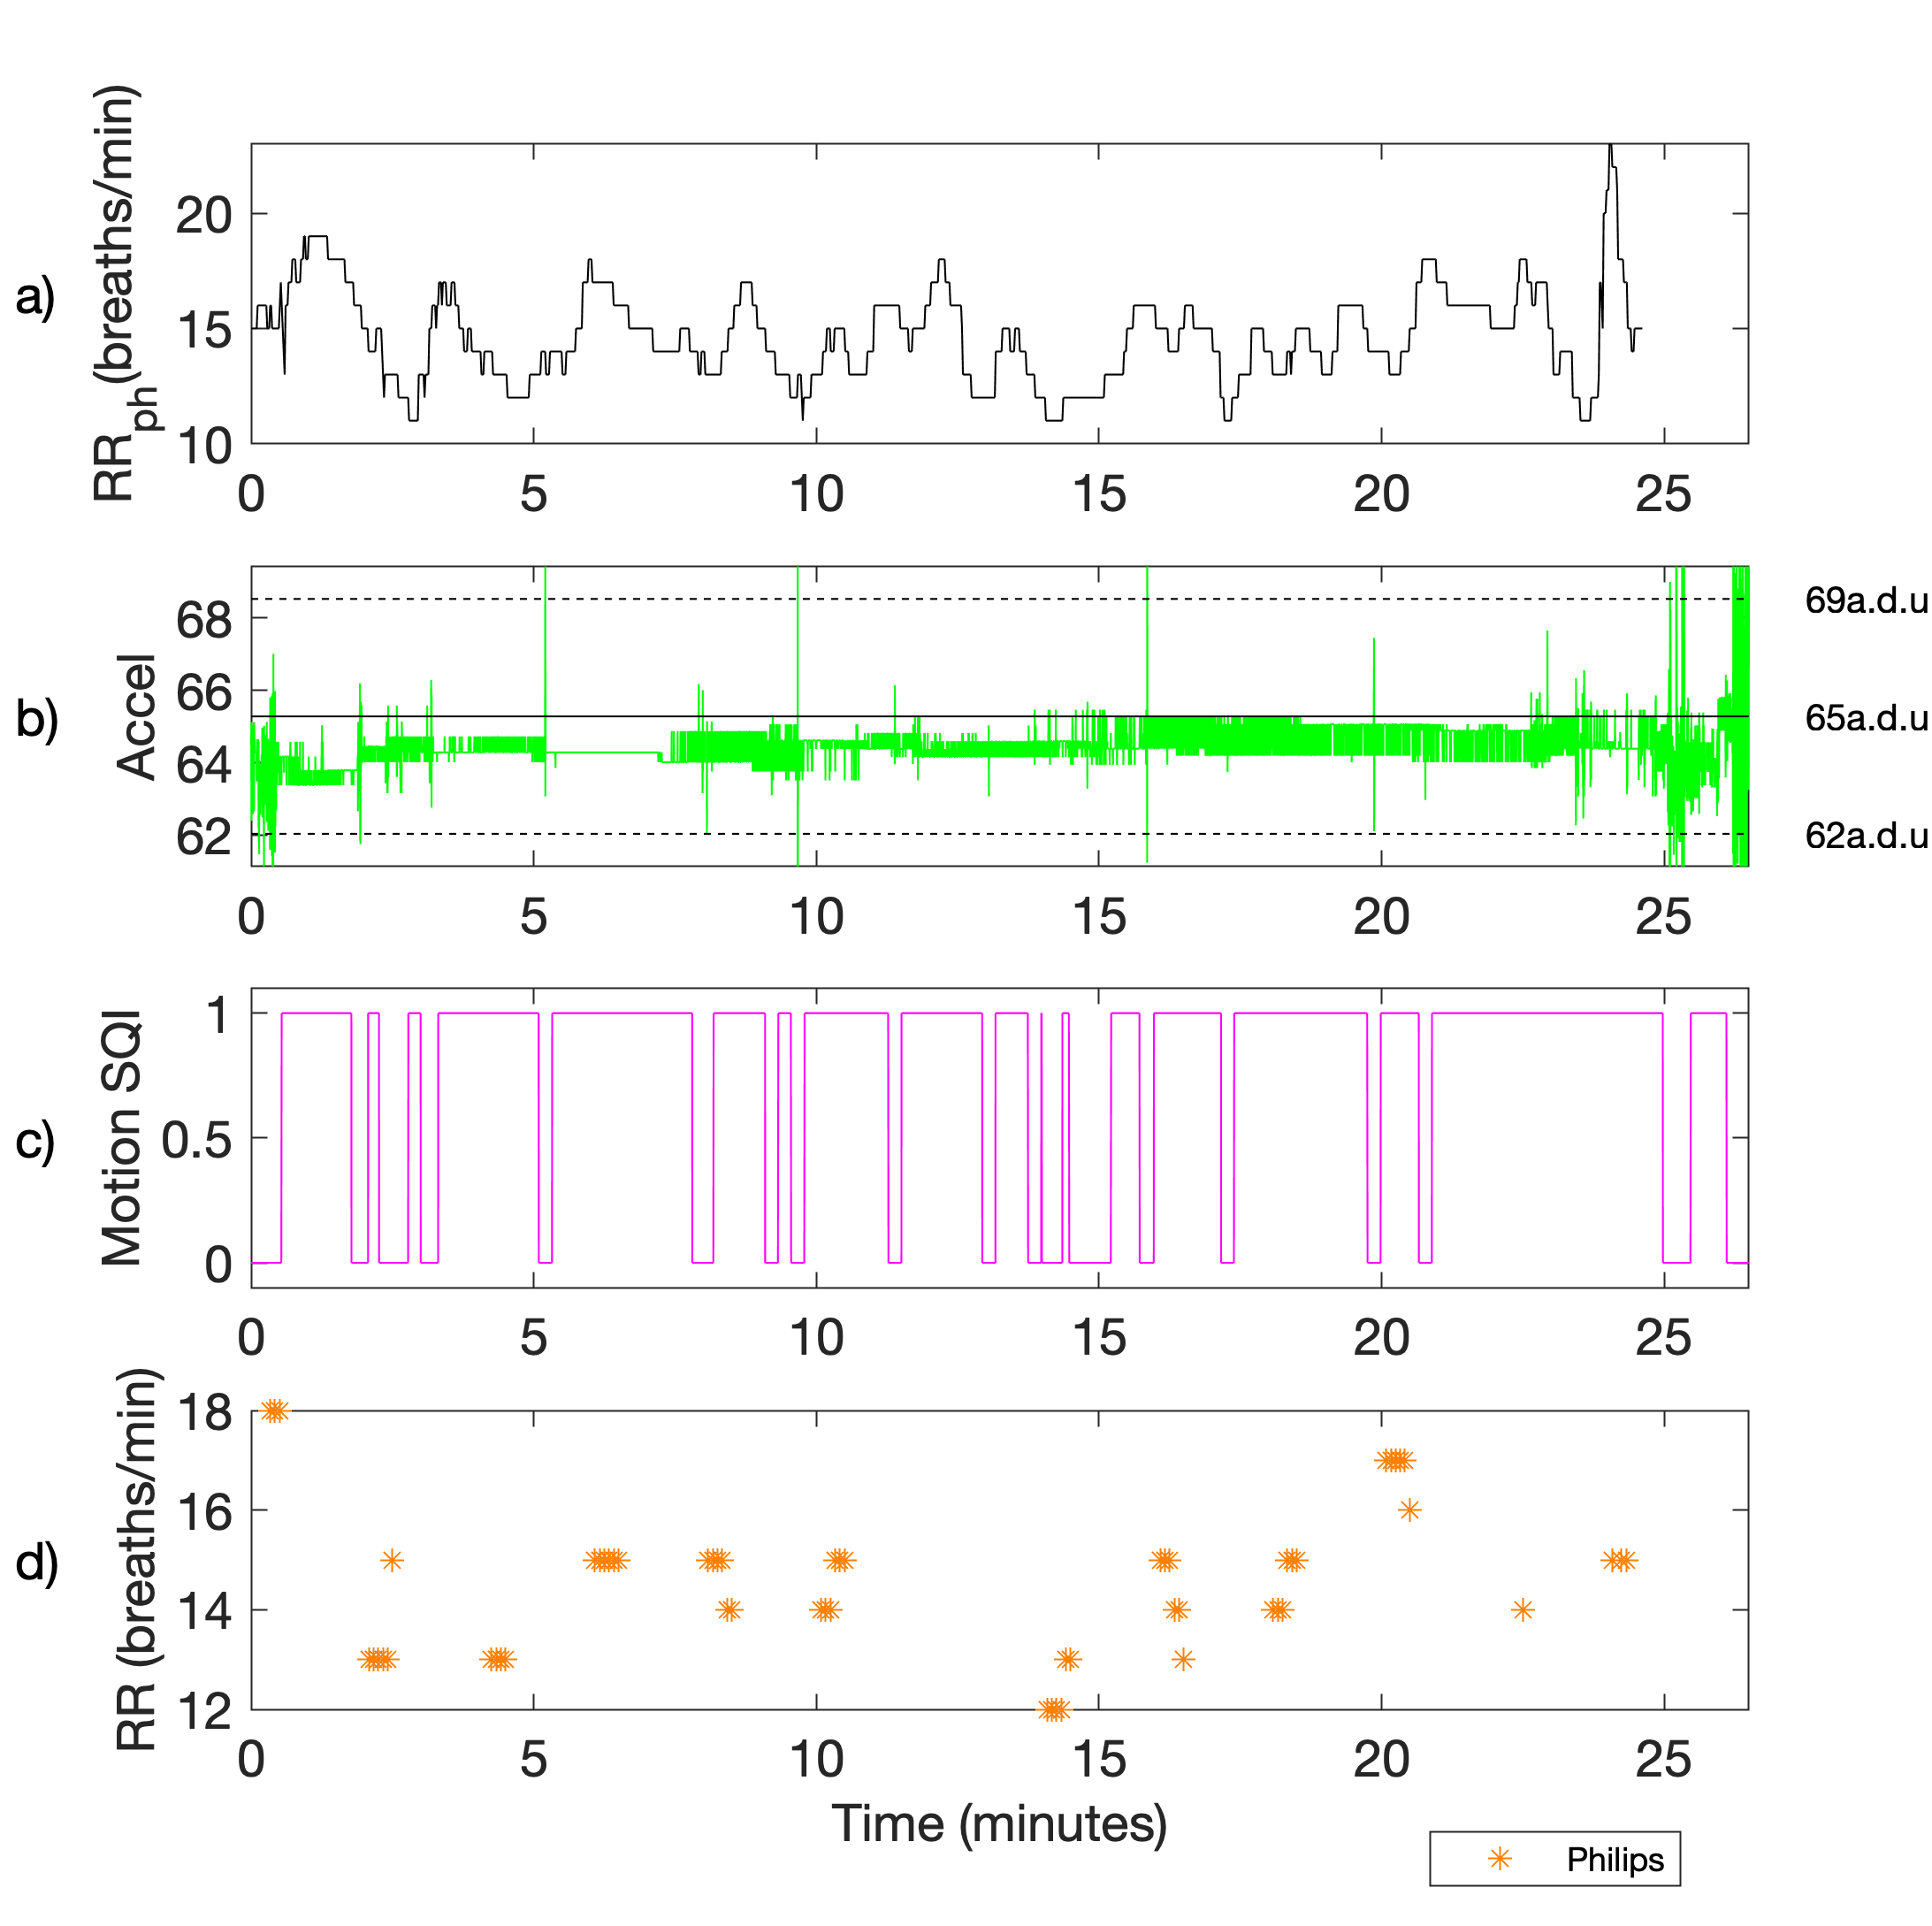 a)
RRph(breaths/min)
20
15
10
0 5 10 15 20 25
b)
Accel
68
66
64
62
69a.d.u
65a.d.u
62a.d.u
0 5 10 15 20 25
c)
Motion SQI
1
0.5
0
0 5 10 15 20 25
d)
RR (breaths/min)
18
16
14
12
0 5 10 15 20 25
Time (minutes)
Philips